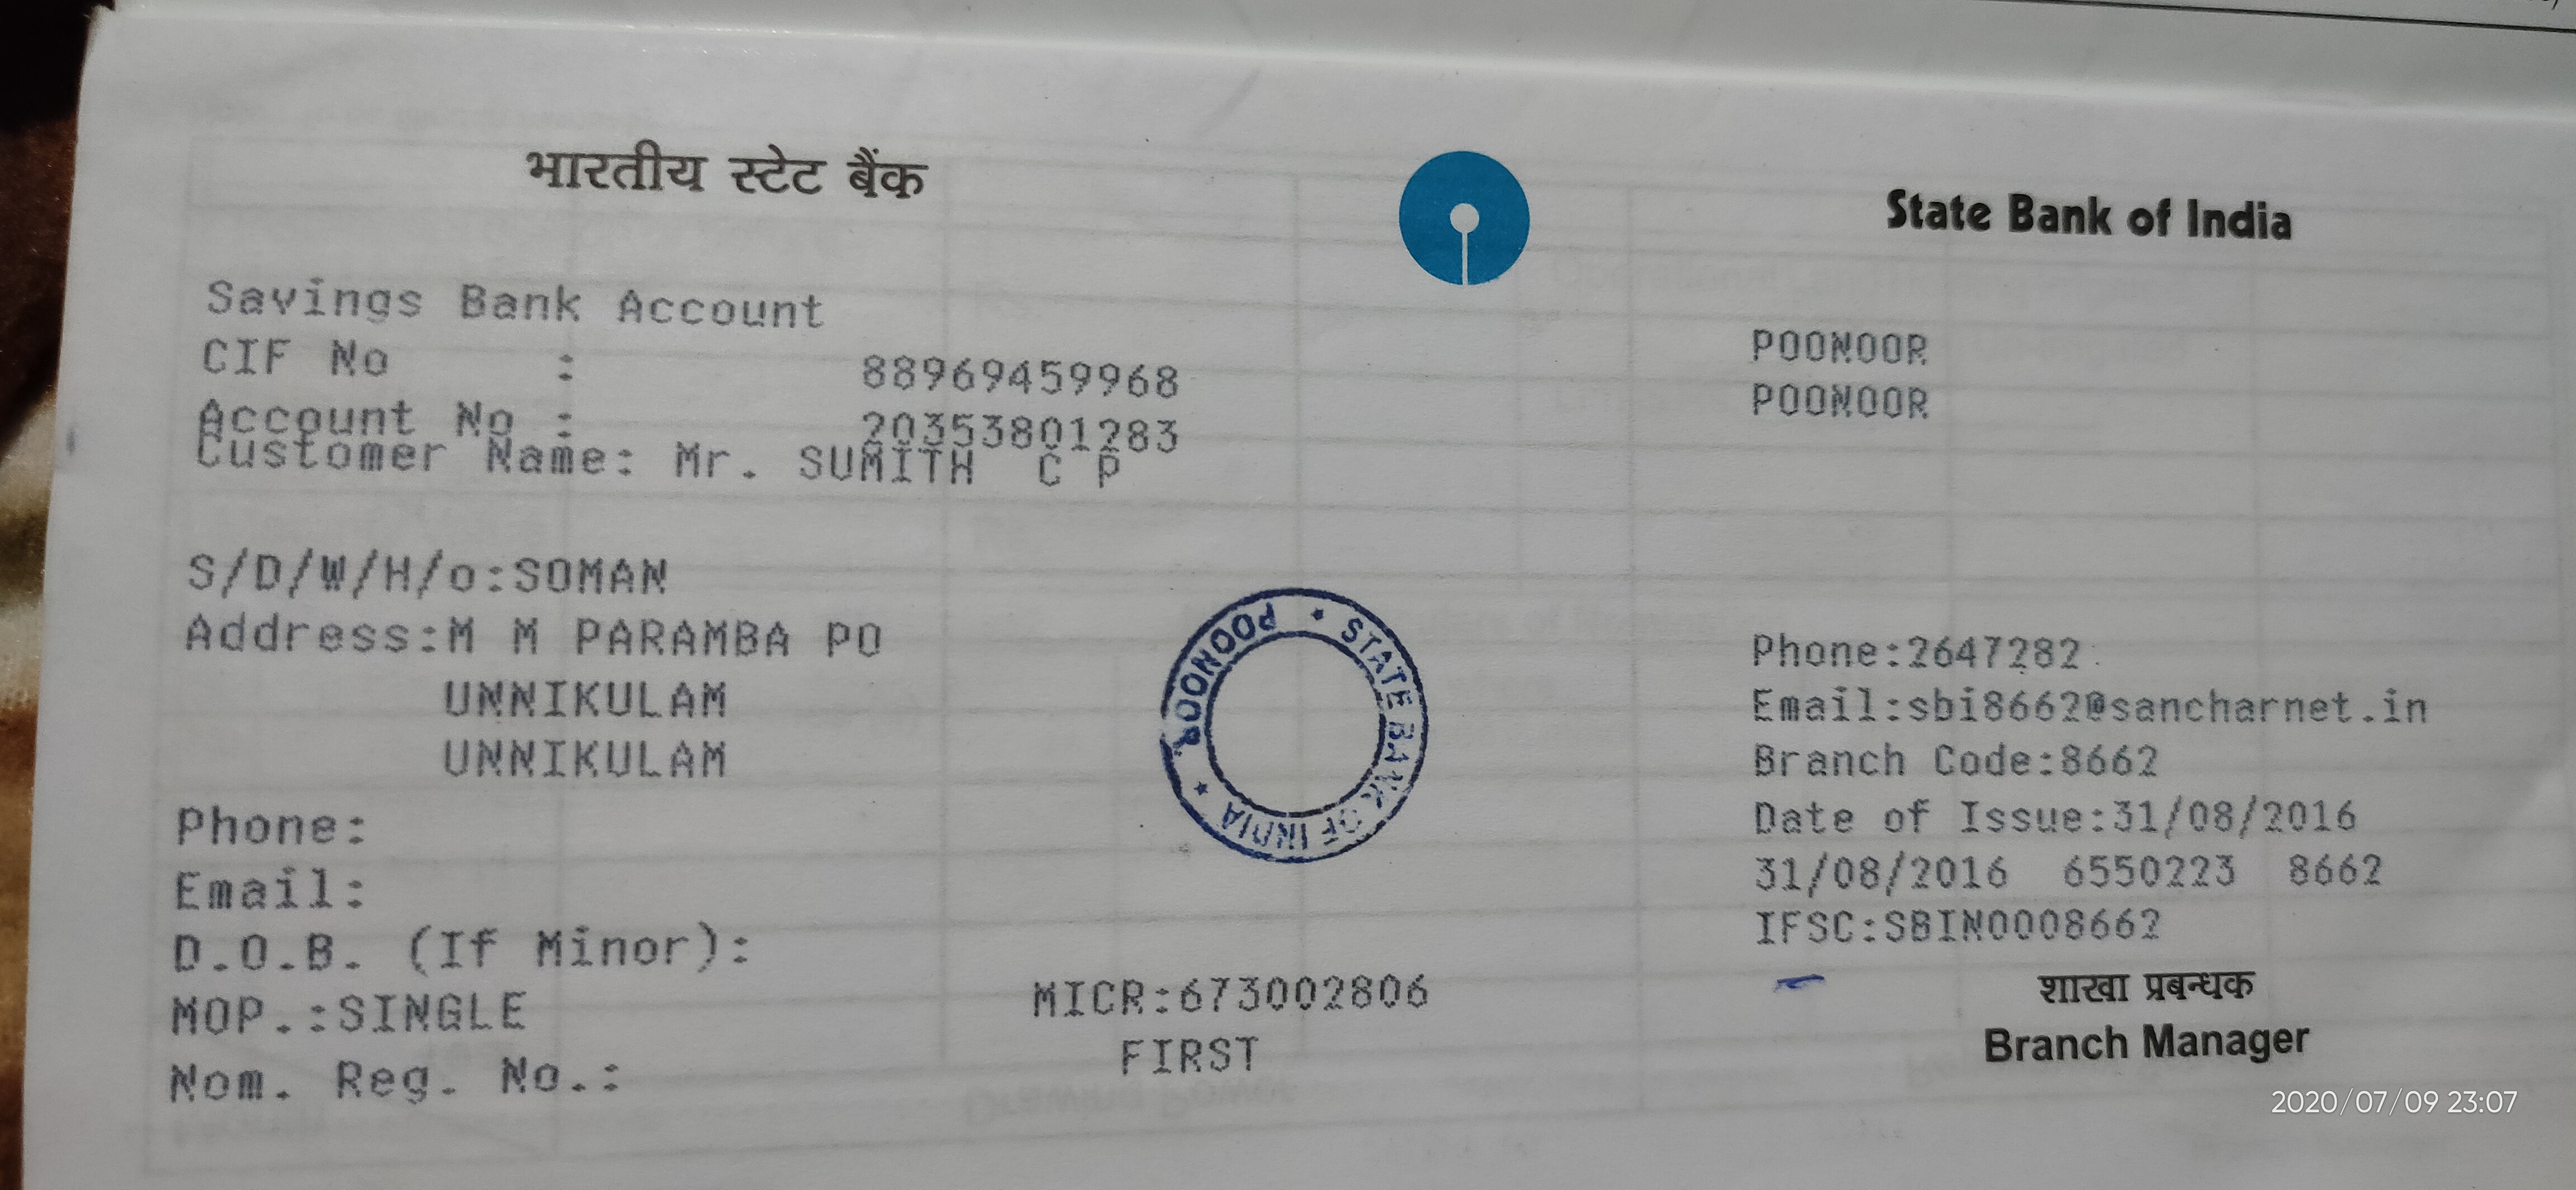 भारतीय स्टेट बैंक
State Bank of India
Savings Bank Account
CIF No : 88969459968
Account No : 20353801283
Customer Name: Mr. SUMITH C P
S/D/W/H/o:SOMAN
Address:M M PARAMBA PO
UNNIKULAM
UNNIKULAM
Phone:
Email:
D.O.B. (If Minor):
MOP.:SINGLE
Nom. Reg. No.:
STATE BANK OF INDIA * POONOOR *
MICR:673002806
FIRST
POONOOR
POONOOR
Phone:2647282
Email:sbi8662@sancharnet.in
Branch Code:8662
Date of Issue:31/08/2016
31/08/2016 6550223 8662
IFSC:SBIN0008662
शाखा प्रबन्धक
Branch Manager
2020/07/09 23:07